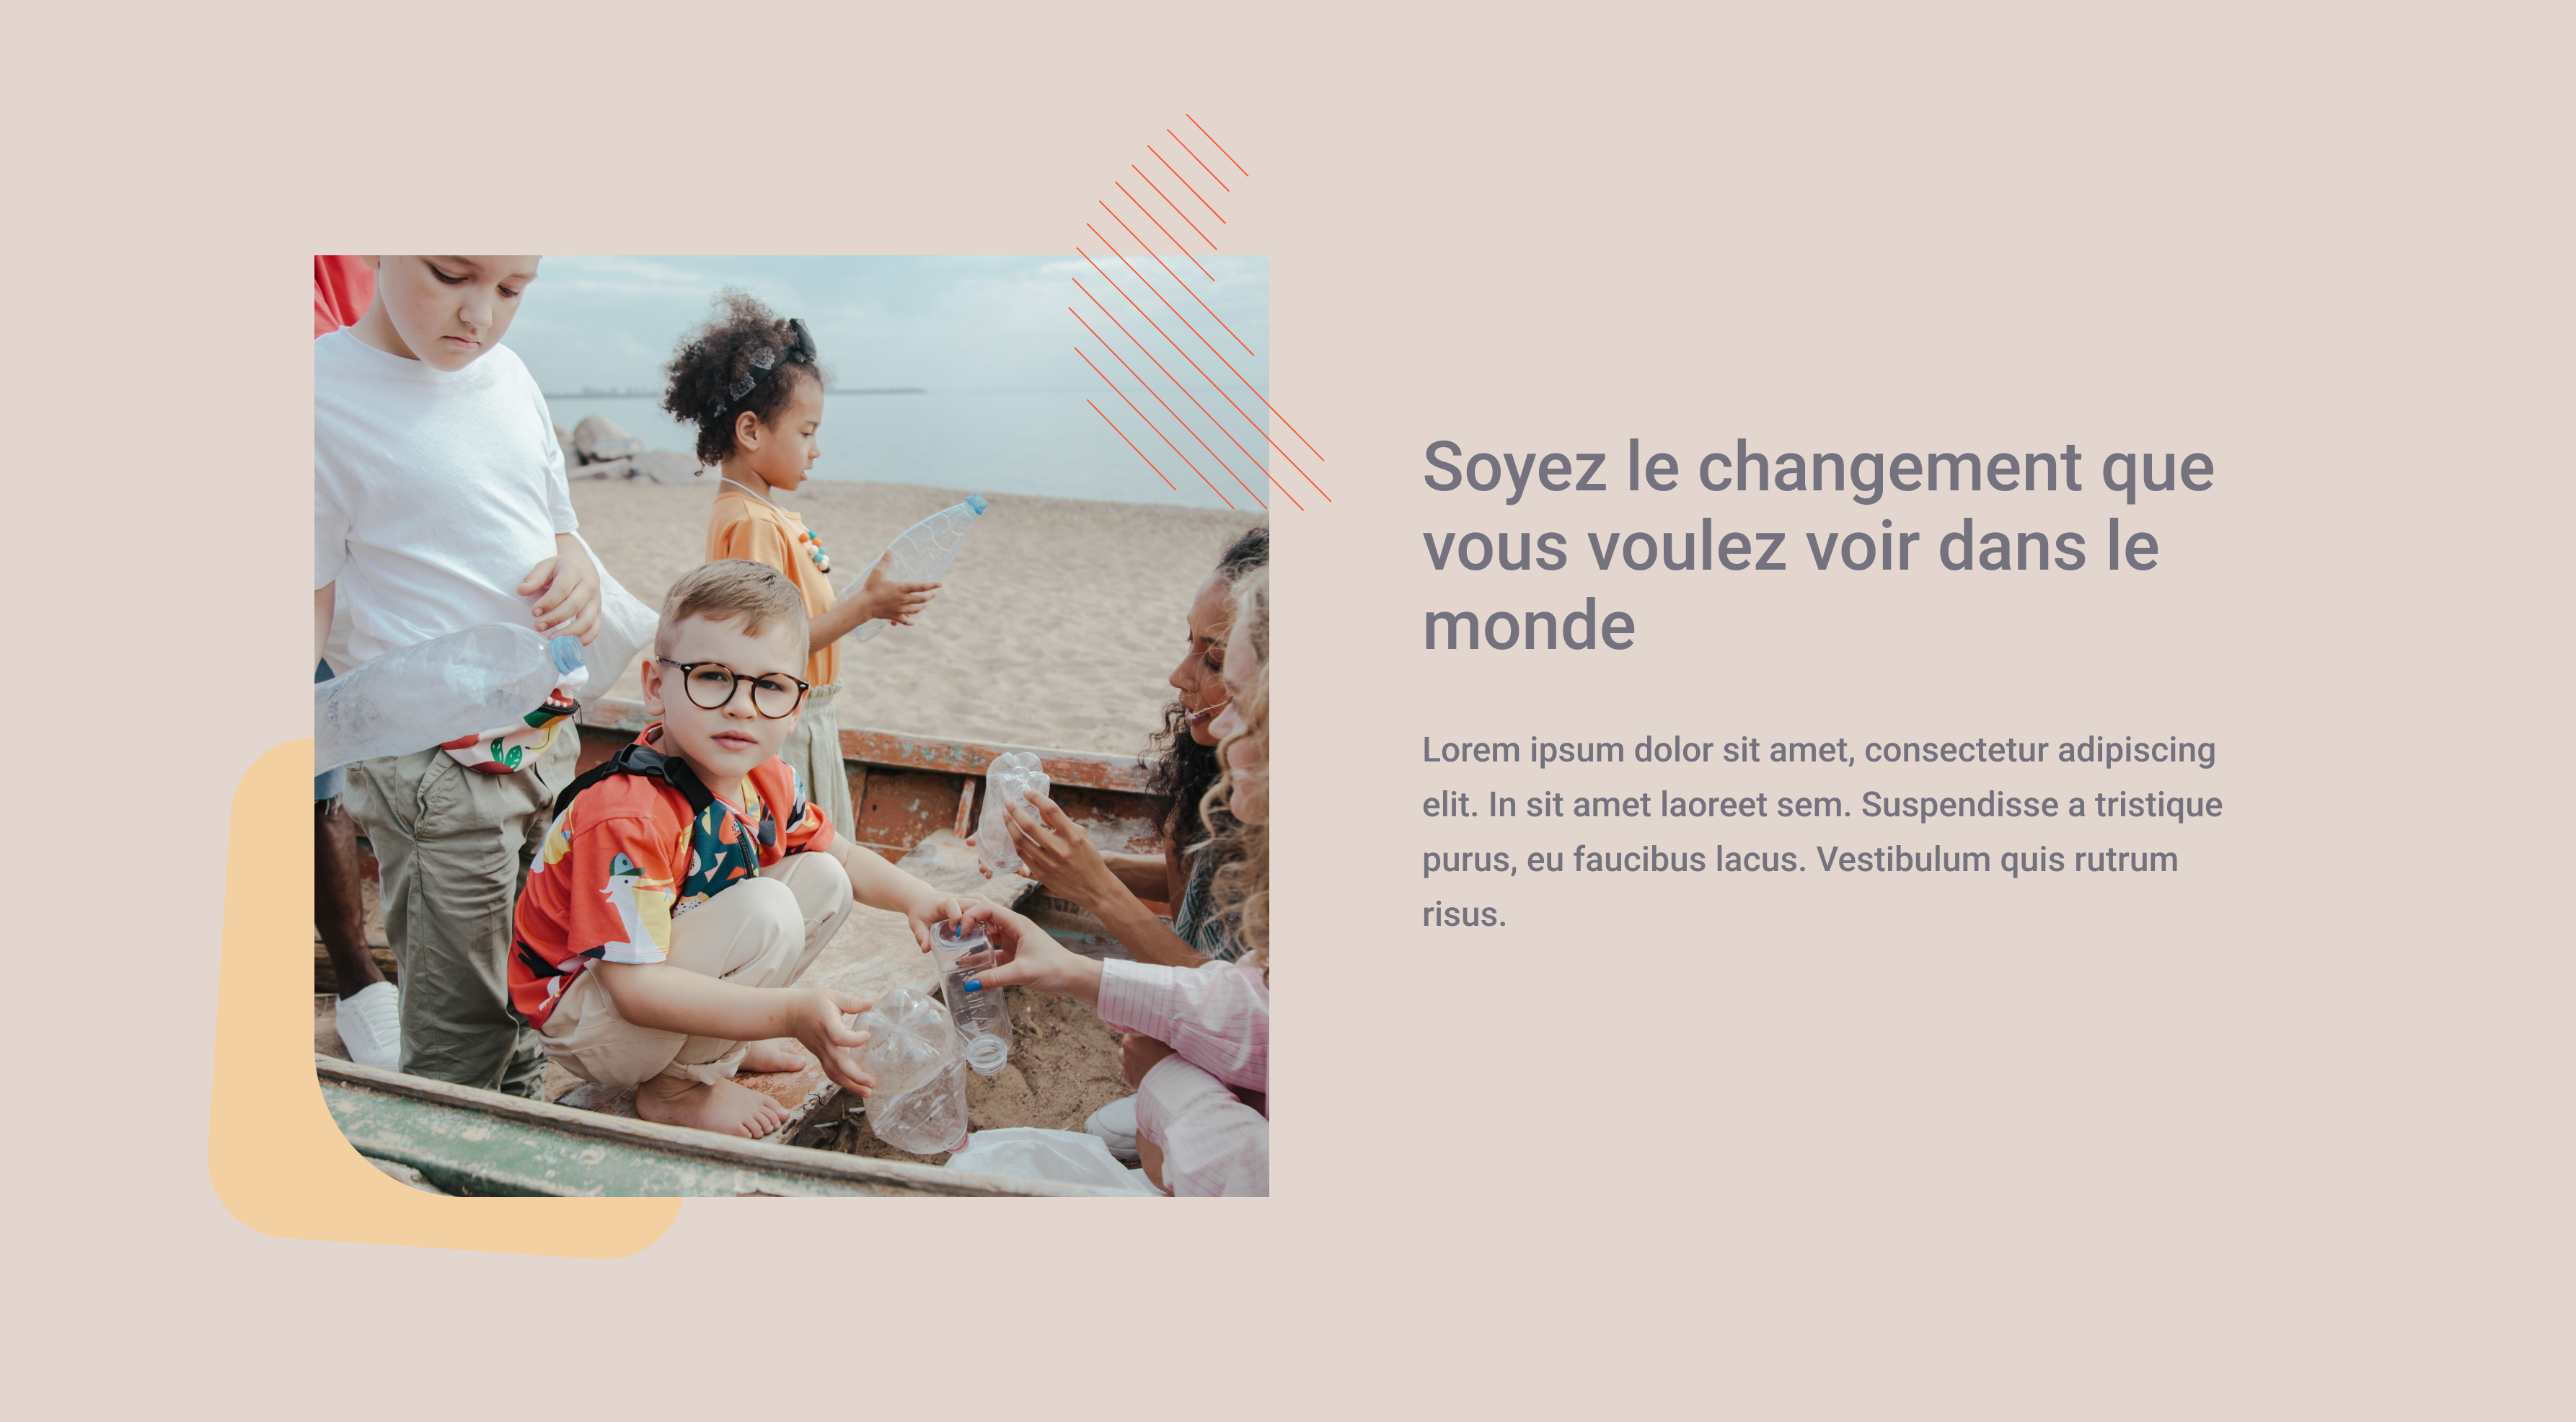 Soyez le changement que
vous voulez voir dans le
monde
Lorem ipsum dolor sit amet, consectetur adipiscing
elit. In sit amet laoreet sem. Suspendisse a tristique
purus, eu faucibus lacus. Vestibulum quis rutrum
risus.